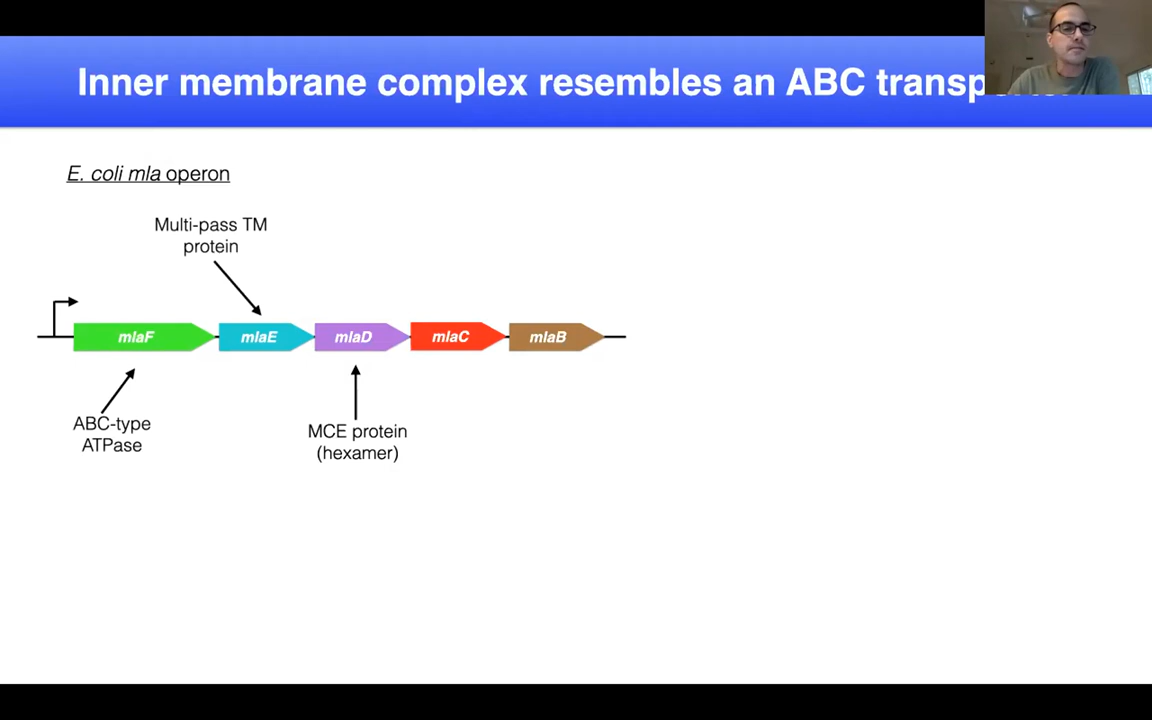 Inner membrane complex resembles an ABC
E. coli mla operon
Multi-pass TM
protein
mlaF mlaE mlaD mlaC mlaB
ABC-type
ATPase
MCE protein
(hexamer)